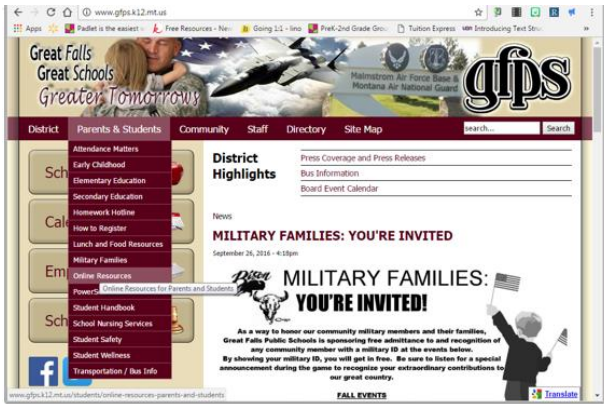 www.gfps.k12.mt.us
Apps Padlet is the easiest w Free Resources - New Going 1:1 - lino PreK-2nd Grade Grou Tuition Express Introducing Text Struc
Great Falls
Great Schools
Greater Tomorrows
Malmstrom Air Force Base &
Montana Air National Guard
gfps
District Parents & Students Community Staff Directory Site Map search... Search
Attendance Matters
Early Childhood
Elementary Education
Secondary Education
Homework Hotline
How to Register
Lunch and Food Resources
Military Families
Online Resources
PowerS
Online Resources for Parents and Students
Student Handbook
School Nursing Services
Student Safety
Student Wellness
Transportation / Bus Info
Sch
Cale
Emp
Sch
District
Highlights
Press Coverage and Press Releases
Bus Information
Board Event Calendar
News
MILITARY FAMILIES: YOU'RE INVITED
September 26, 2016 - 4:18pm
Bison
MILITARY FAMILIES:
YOU'RE INVITED!
As a way to honor our community military members and their families,
Great Falls Public Schools is sponsoring free admittance to and recognition of
any community member with a military ID at the events below.
By showing your military ID, you will get in free. Be sure to listen for a special
announcement during the game to recognize your extraordinary contributions to
our great country.
FALL EVENTS
www.gfps.k12.mt.us/students/online-resources-parents-and-students
Translate